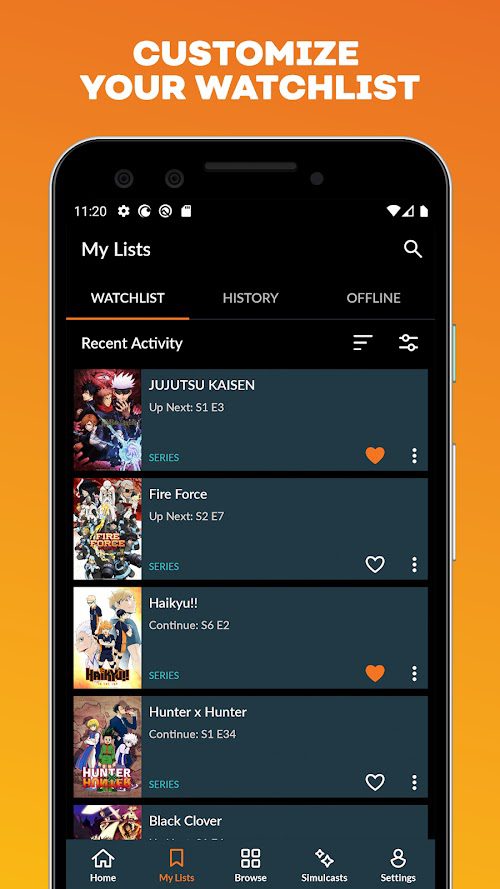 CUSTOMIZE
YOUR WATCHLIST
11:20
My Lists
WATCHLIST HISTORY OFFLINE
Recent Activity
JUJUTSU KAISEN
Up Next: S1 E3
SERIES
Fire Force
Up Next: S2 E7
FIRE
FORCE
SERIES
Haikyu!!
Continue: S6 E2
HAIKYU!!
SERIES
Hunter x Hunter
Continue: S1 E34
HUNTER
HUNTER
SERIES
Black Clover
Home My Lists Browse Simulcasts Settings